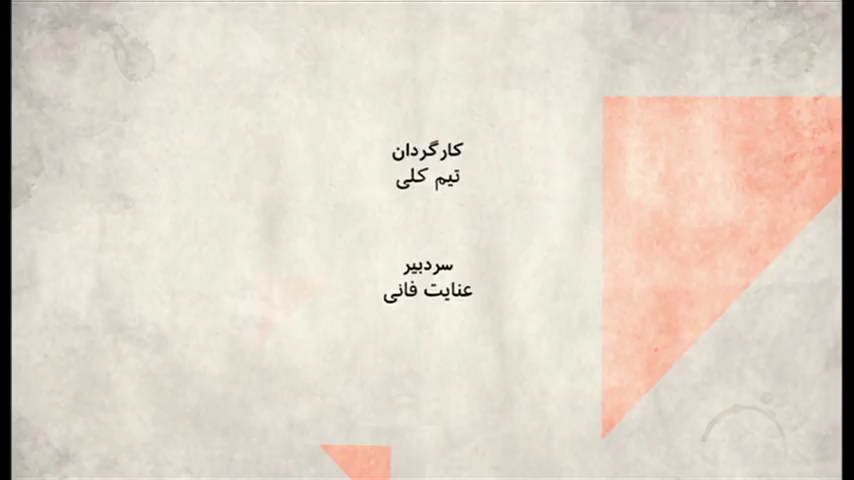 کارگردان
تیم کلی
سردبیر
عنایت فانی